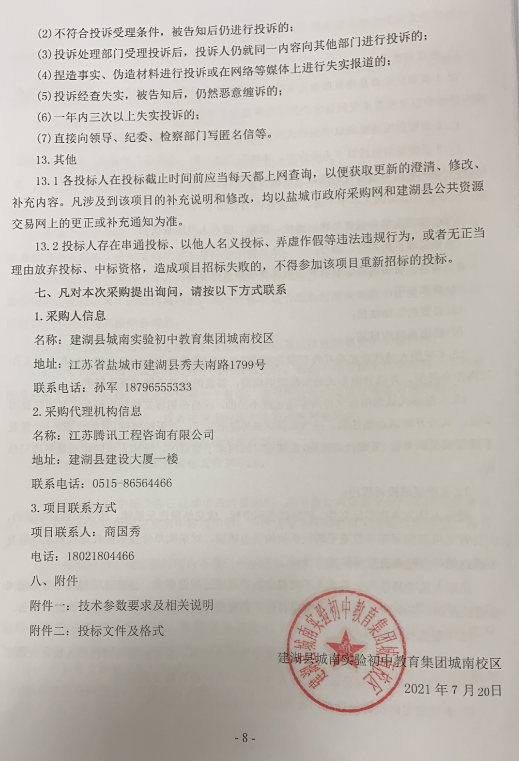 (2)不符合投诉受理条件，被告知后仍进行投诉的；
(3)投诉处理部门受理投诉后，投诉人仍就同一内容向其他部门进行投诉的；
(4)捏造事实、伪造材料进行投诉或在网络等媒体上进行失实报道的；
(5)投诉经查失实，被告知后，仍然恶意缠诉的；
(6)一年内三次以上失实投诉的；
(7)直接向领导、纪委、检察部门写匿名信等。
13.其他
13.1 各投标人在投标截止时间前应当每天都上网查询，以便获取更新的澄清、修改、
补充内容。凡涉及到该项目的补充说明和修改，均以盐城市政府采购网和建湖县公共资源
交易网上的更正或补充通知为准。
13.2 投标人存在串通投标、以他人名义投标、弄虚作假等违法违规行为，或者无正当
理由放弃投标、中标资格，造成项目招标失败的，不得参加该项目重新招标的投标。
七、凡对本次采购提出询问，请按以下方式联系
1.采购人信息
名称：建湖县城南实验初中教育集团城南校区
地址：江苏省盐城市建湖县秀夫南路1799号
联系电话：孙军 18796555333
2.采购代理机构信息
名称：江苏腾讯工程咨询有限公司
地址：建湖县建设大厦一楼
联系电话：0515-86564466
3.项目联系方式
项目联系人：商国秀
电话：18021804466
八、附件
附件一：技术参数要求及相关说明
附件二：投标文件及格式
建湖县城南实验初中教育集团城南校区
建湖县城南实验初中教育集团城南校区
2021年7月20日
- 8 -